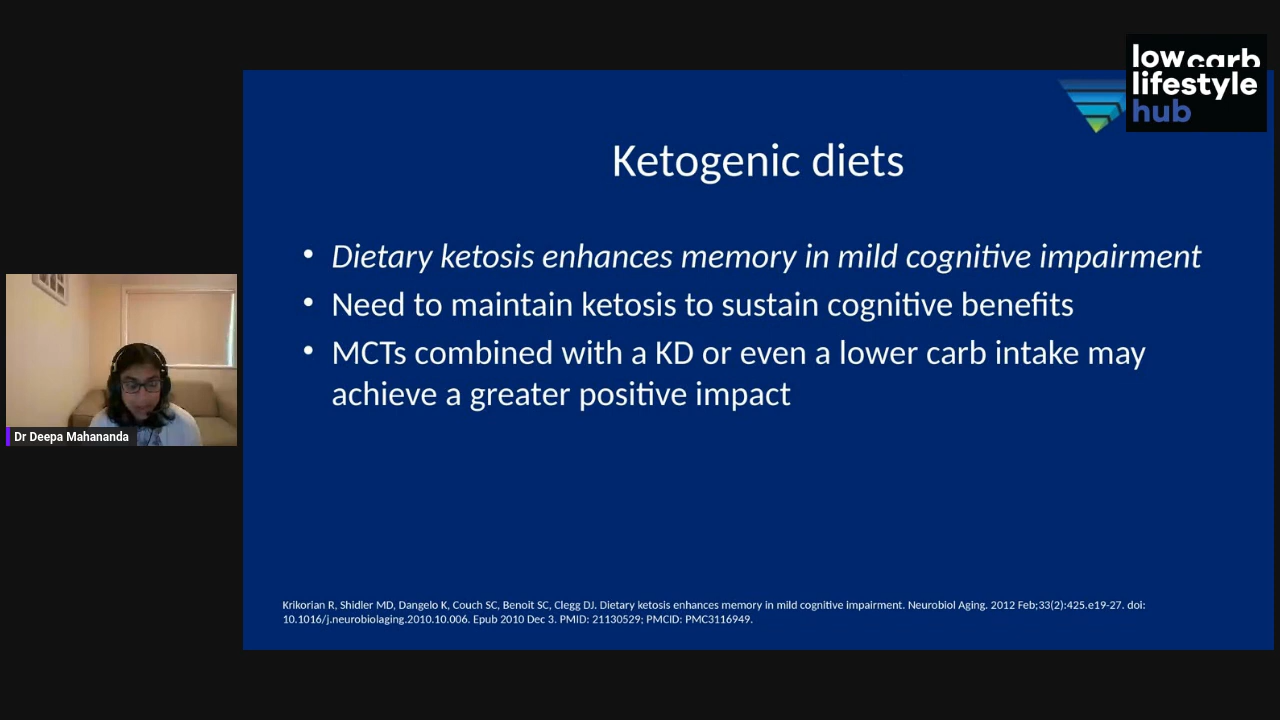 low carb
lifestyle
hub
Ketogenic diets
• Dietary ketosis enhances memory in mild cognitive impairment
• Need to maintain ketosis to sustain cognitive benefits
• MCTs combined with a KD or even a lower carb intake may
achieve a greater positive impact
Dr Deepa Mahananda
Krikorian R, Shidler MD, Dangelo K, Couch SC, Benoit SC, Clegg DJ. Dietary ketosis enhances memory in mild cognitive impairment. Neurobiol Aging. 2012 Feb;33(2):425.e19-27. doi:
10.1016/j.neurobiolaging.2010.10.006. Epub 2010 Dec 3. PMID: 21130529; PMCID: PMC3116949.